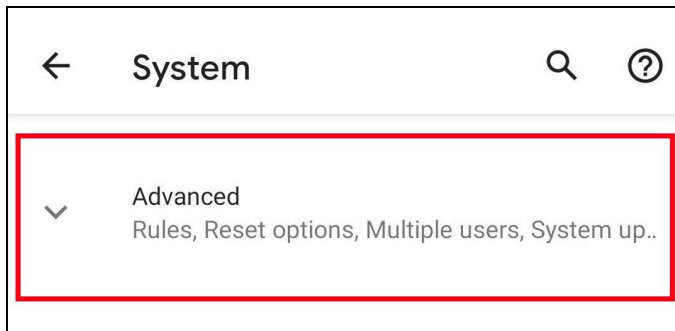 System
Advanced
Rules, Reset options, Multiple users, System up..